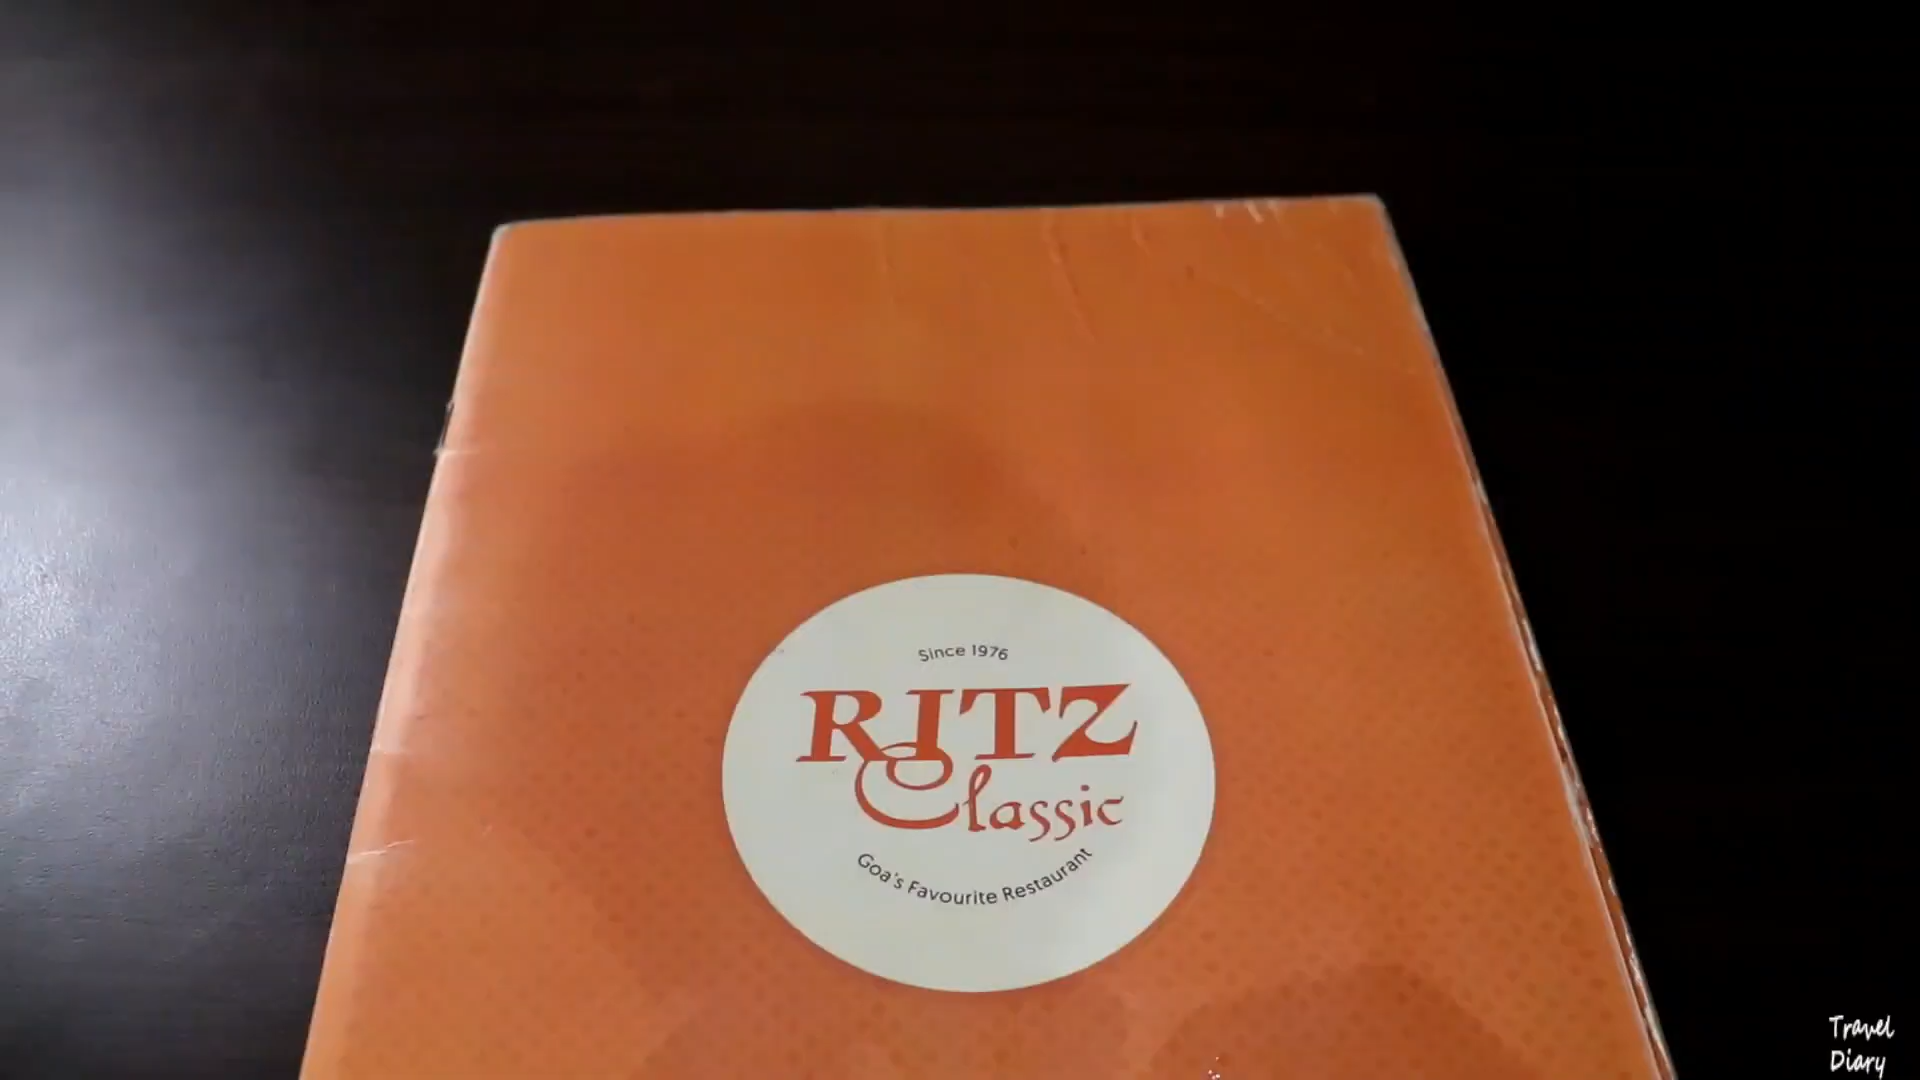 Since 1976
RITZ
Classic
Goa's Favourite Restaurant
Travel
Diary